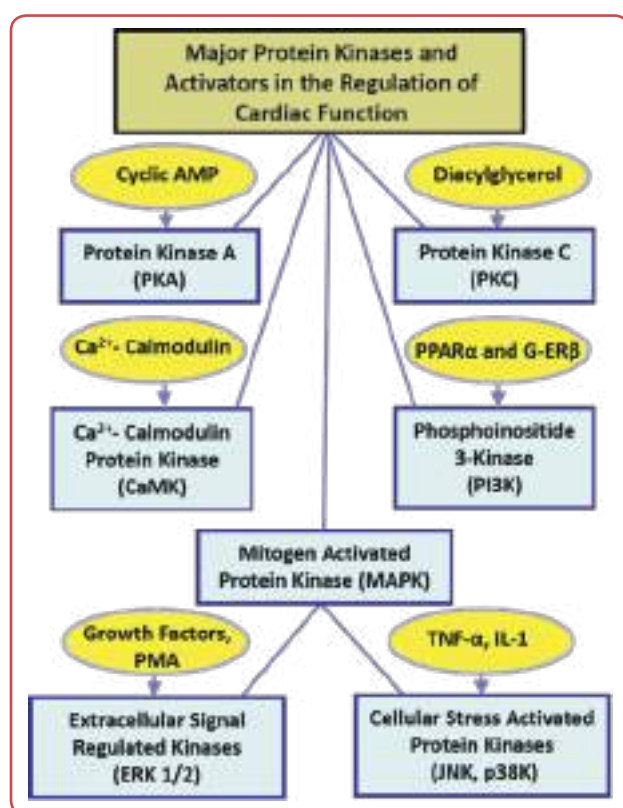 Major Protein Kinases and
Activators in the Regulation of
Cardiac Function
Cyclic AMP
Diacylglycerol
Protein Kinase A
(PKA)
Protein Kinase C
(PKC)
Ca²⁺- Calmodulin
PPARα and G-ERβ
Ca²⁺- Calmodulin
Protein Kinase
(CaMK)
Phosphoinositide
3-Kinase
(PI3K)
Mitogen Activated
Protein Kinase (MAPK)
Growth Factors,
PMA
TNF-α, IL-1
Extracellular Signal
Regulated Kinases
(ERK 1/2)
Cellular Stress Activated
Protein Kinases
(JNK, p38K)